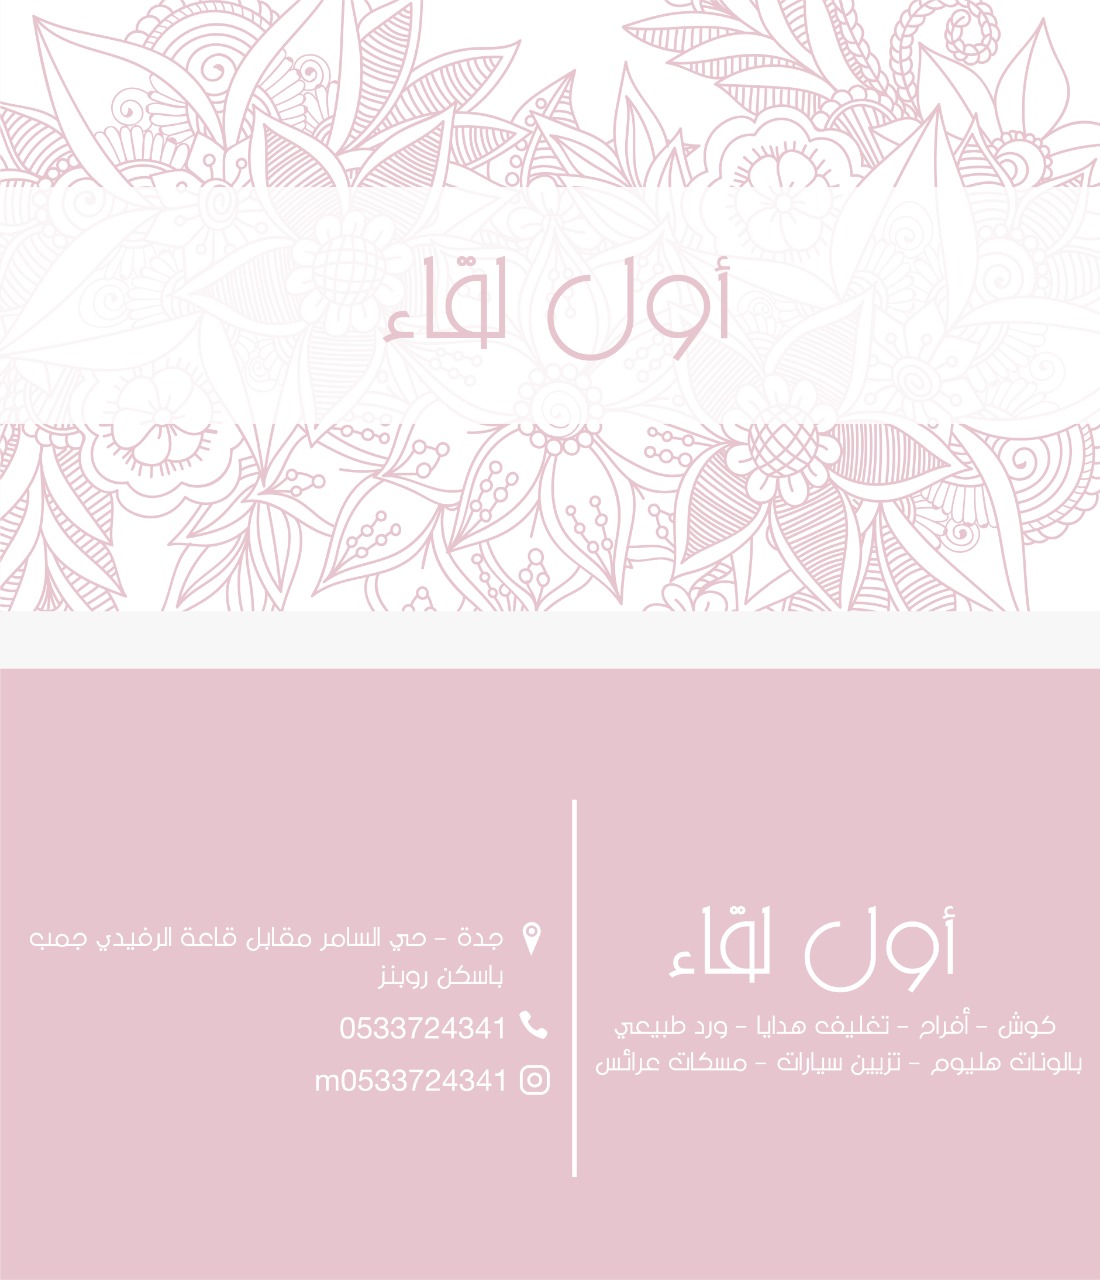 أول لقاء
أول لقاء
كوش - أفراح - تغليف هدايا - ورد طبيعي
بالونات هليوم - تزيين سيارات - مسكات عرائس
جدة - حي السامر مقابل قاعة الرفيدي جمب
باسكن روبنز
0533724341
m0533724341